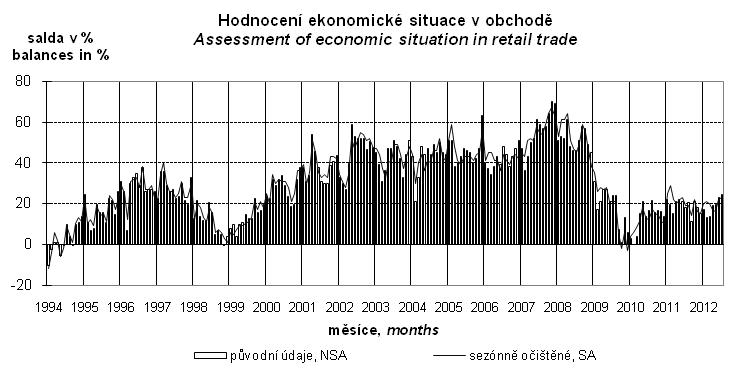 Hodnocení ekonomické situace v obchodě
Assessment of economic situation in retail trade
salda v %
balances in %
80
60
40
20
0
-20
1994 1995 1996 1997 1998 1999 2000 2001 2002 2003 2004 2005 2006 2007 2008 2009 2010 2011 2012
měsíce, months
původní údaje, NSA
sezónně očištěné, SA